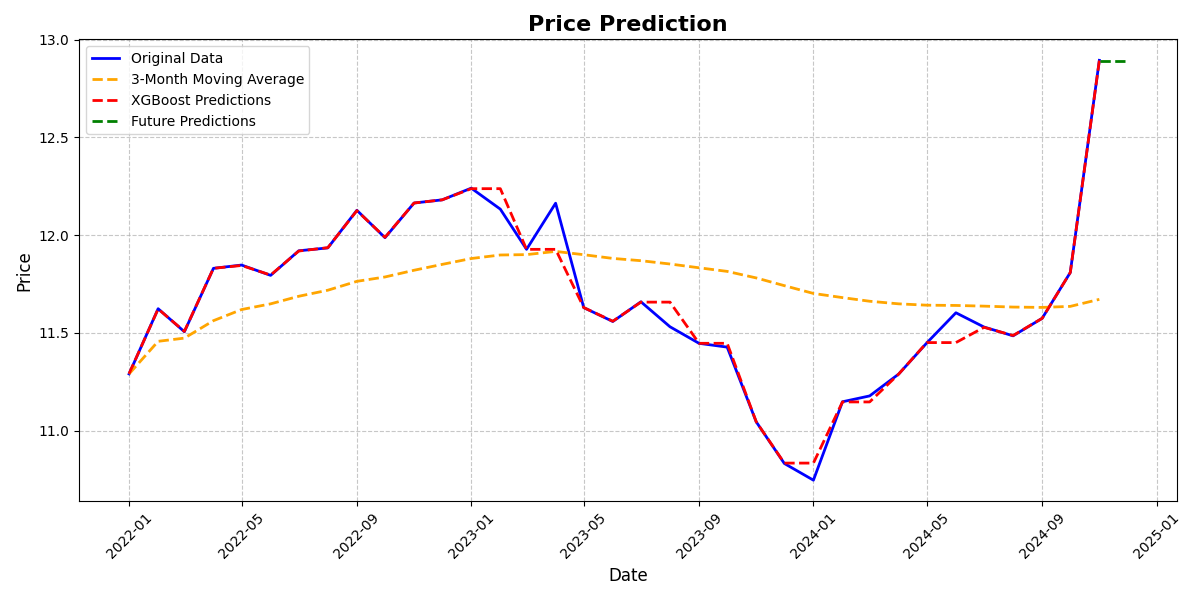 Price Prediction
Original Data
3-Month Moving Average
XGBoost Predictions
Future Predictions
Price
13.0
12.5
12.0
11.5
11.0
2022-01
2022-05
2022-09
2023-01
2023-05
2023-09
2024-01
2024-05
2024-09
2025-01
Date